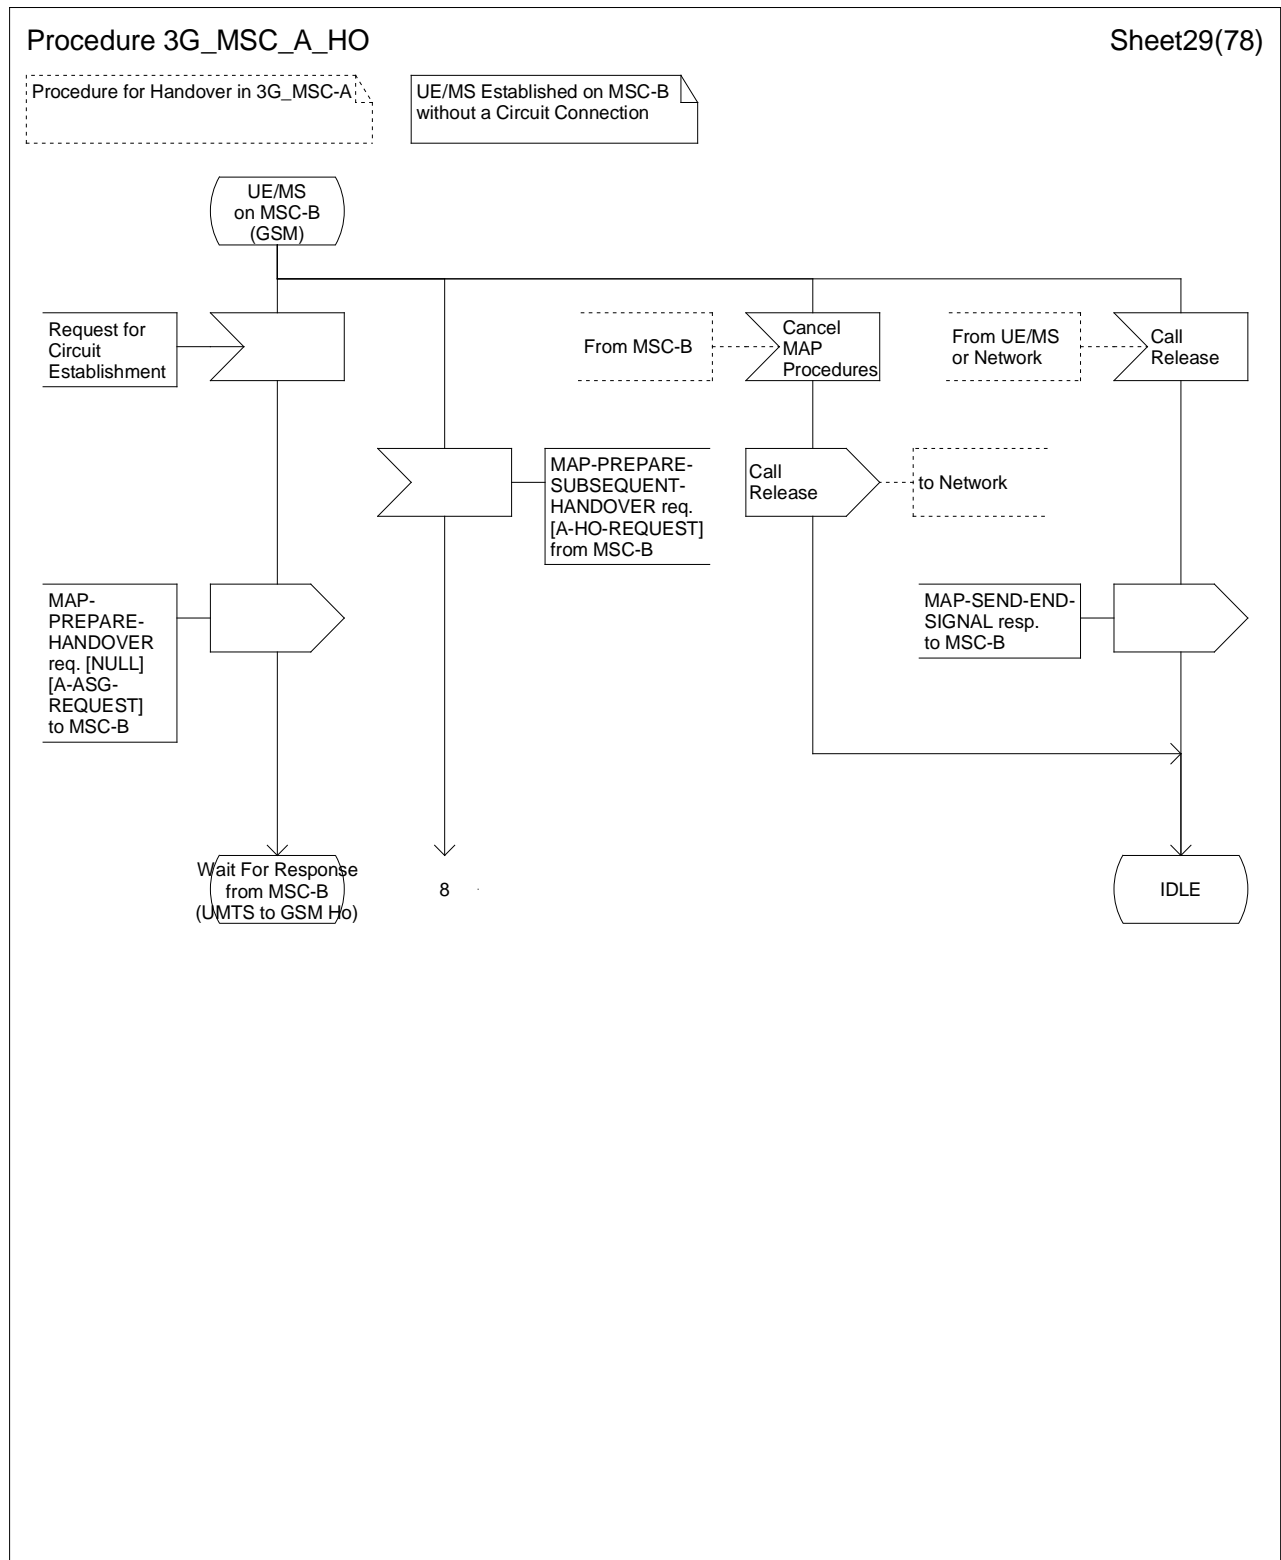 Procedure 3G_MSC_A_HO
Sheet29(78)
Procedure for Handover in 3G_MSC-A
UE/MS Established on MSC-B
without a Circuit Connection
UE/MS
on MSC-B
(GSM)
Request for
Circuit
Establishment
From MSC-B
Cancel
MAP
Procedures
From UE/MS
or Network
Call
Release
MAP-PREPARE-
SUBSEQUENT-
HANDOVER req.
[A-HO-REQUEST]
from MSC-B
Call
Release
to Network
MAP-
PREPARE-
HANDOVER
req. [NULL]
[A-ASG-
REQUEST]
to MSC-B
MAP-SEND-END-
SIGNAL resp.
to MSC-B
Wait For Response
from MSC-B
(UMTS to GSM Ho)
8
IDLE